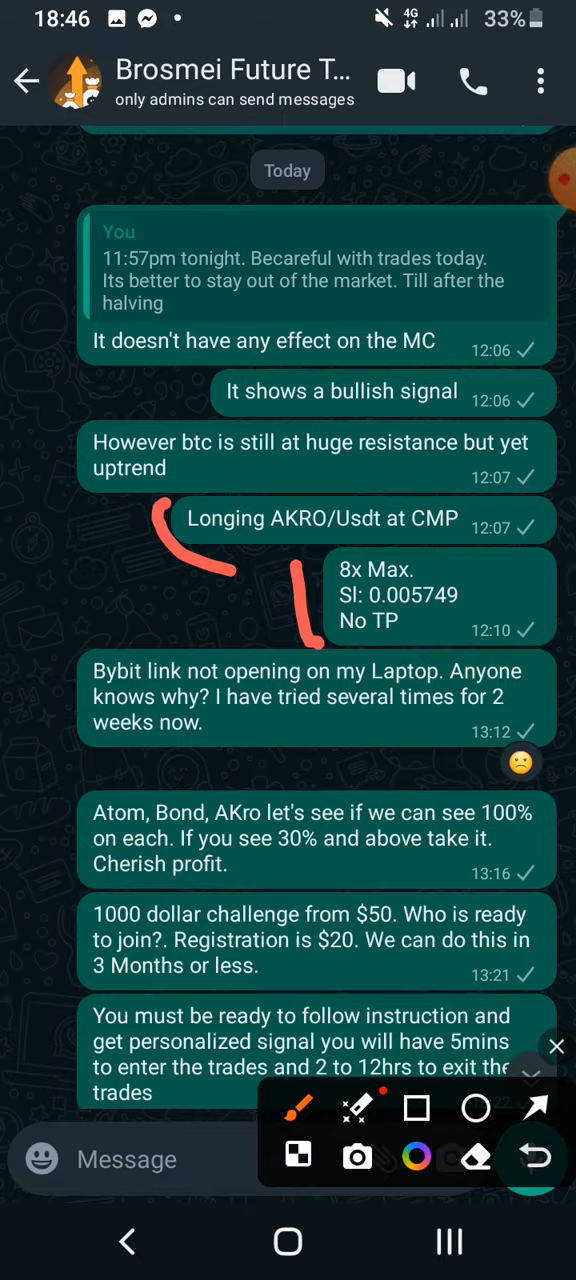 18:46
4G
33%
Brosmei Future T...
only admins can send messages
Today
You
11:57pm tonight. Becareful with trades today.
Its better to stay out of the market. Till after the
halving
It doesn't have any effect on the MC
12:06
It shows a bullish signal
12:06
However btc is still at huge resistance but yet
uptrend
12:07
Longing AKRO/Usdt at CMP
12:07
8x Max.
Sl: 0.005749
No TP
12:10
Bybit link not opening on my Laptop. Anyone
knows why? I have tried several times for 2
weeks now.
13:12
Atom, Bond, AKro let's see if we can see 100%
on each. If you see 30% and above take it.
Cherish profit.
13:16
1000 dollar challenge from $50. Who is ready
to join?. Registration is $20. We can do this in
3 Months or less.
13:21
You must be ready to follow instruction and
get personalized signal you will have 5mins
to enter the trades and 2 to 12hrs to exit the
trades
Message